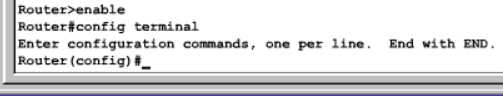 Router>enable
Router#config terminal
Enter configuration commands, one per line.  End with END.
Router(config)#_